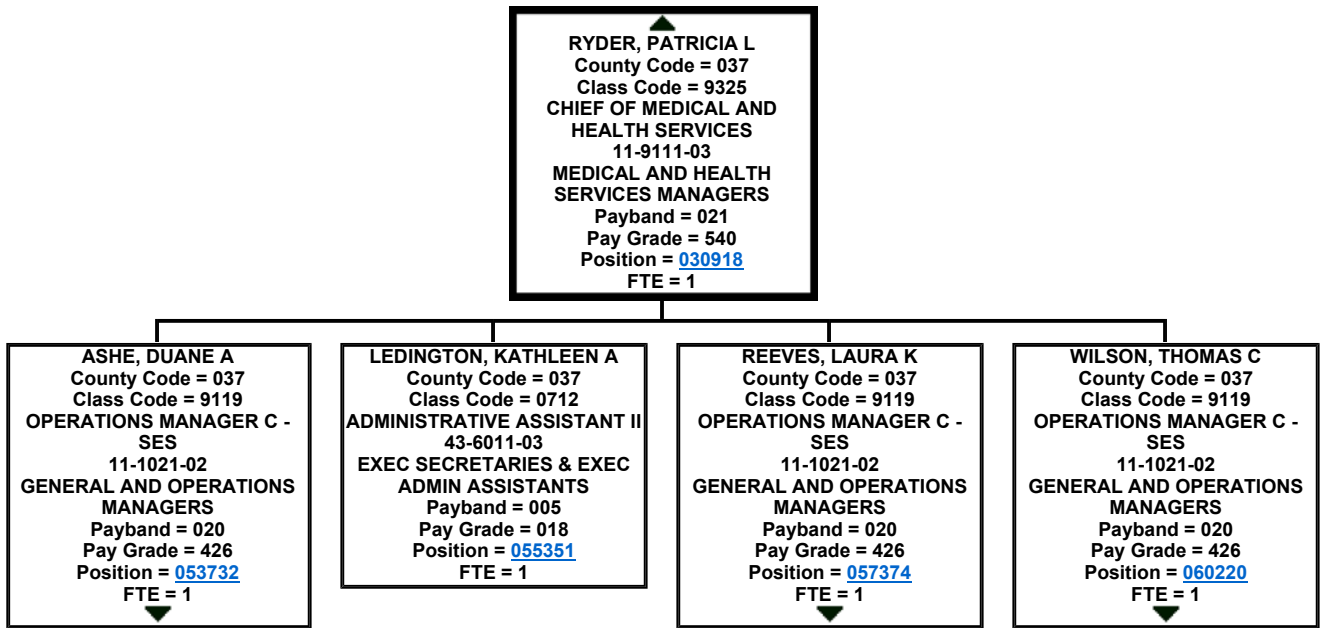 RYDER, PATRICIA L
County Code = 037
Class Code = 9325
CHIEF OF MEDICAL AND
HEALTH SERVICES
11-9111-03
MEDICAL AND HEALTH
SERVICES MANAGERS
Payband = 021
Pay Grade = 540
Position = 030918
FTE = 1
ASHE, DUANE A
County Code = 037
Class Code = 9119
OPERATIONS MANAGER C -
SES
11-1021-02
GENERAL AND OPERATIONS
MANAGERS
Payband = 020
Pay Grade = 426
Position = 053732
FTE = 1
LEDINGTON, KATHLEEN A
County Code = 037
Class Code = 0712
ADMINISTRATIVE ASSISTANT II
43-6011-03
EXEC SECRETARIES & EXEC
ADMIN ASSISTANTS
Payband = 005
Pay Grade = 018
Position = 055351
FTE = 1
REEVES, LAURA K
County Code = 037
Class Code = 9119
OPERATIONS MANAGER C -
SES
11-1021-02
GENERAL AND OPERATIONS
MANAGERS
Payband = 020
Pay Grade = 426
Position = 057374
FTE = 1
WILSON, THOMAS C
County Code = 037
Class Code = 9119
OPERATIONS MANAGER C -
SES
11-1021-02
GENERAL AND OPERATIONS
MANAGERS
Payband = 020
Pay Grade = 426
Position = 060220
FTE = 1